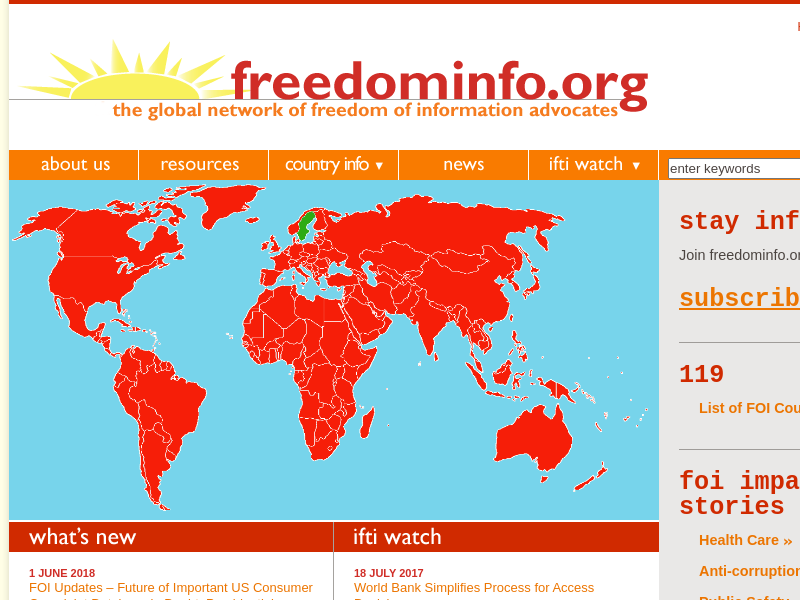 freedominfo.org
the global network of freedom of information advocates
about us
resources
country info ▼
news
ifti watch ▼
enter keywords
stay inf
Join freedominfo.o
subscrib
119
List of FOI Cou
foi impa
stories
Health Care »
Anti-corruption
Public Safety
what's new
1 JUNE 2018
FOI Updates – Future of Important US Consumer
ifti watch
18 JULY 2017
World Bank Simplifies Process for Access